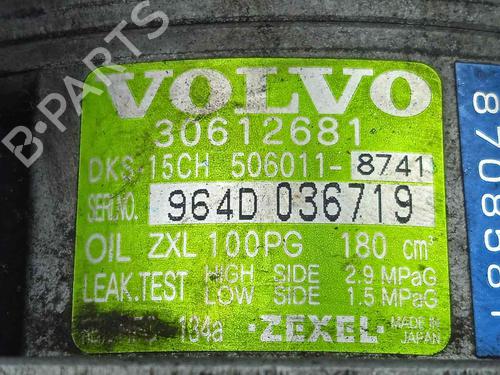 VOLVO
30612681
DKS-15CH 506011-8741
SERI.NO. 964D 036719
OIL ZXL 100PG 180 cm³
LEAK.TEST HIGH SIDE 2.9 MPaG
LOW SIDE 1.5 MPaG
134a ·ZEXEL· MADE IN JAPAN
B-PARTS